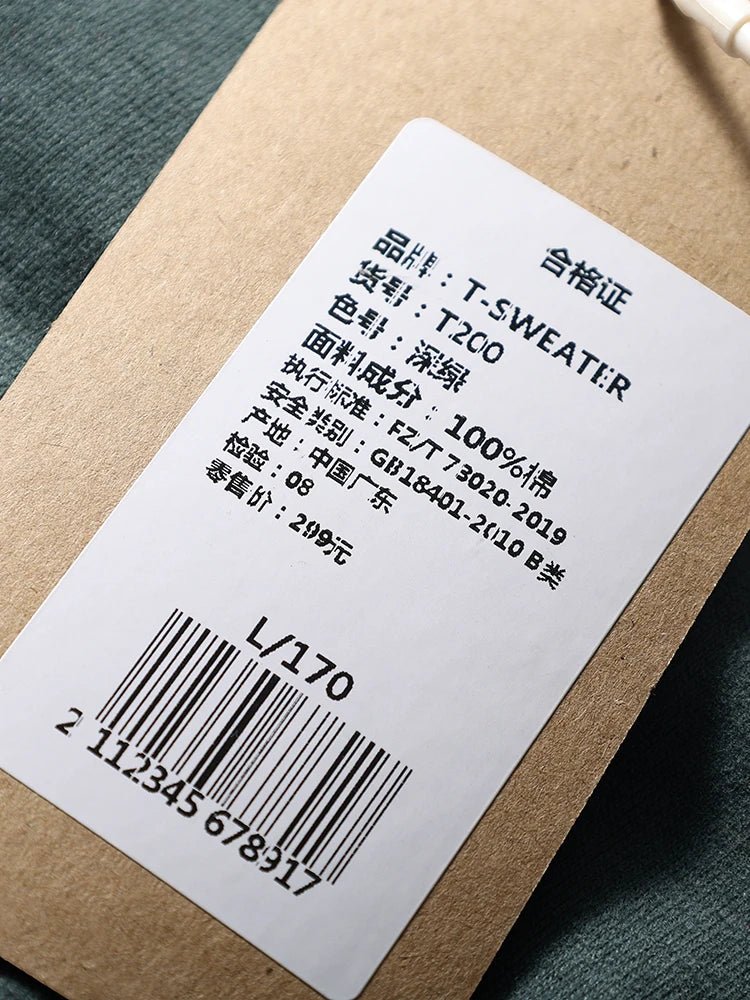 合格证
品牌：T-SWEATER
货号：T200
色号：深绿
面料成分：100%棉
执行标准：FZ/T 73020-2019
安全类别：GB18401-2010 B类
产地：中国广东
检验：08
零售价：299元
L/170
2 112345 678917